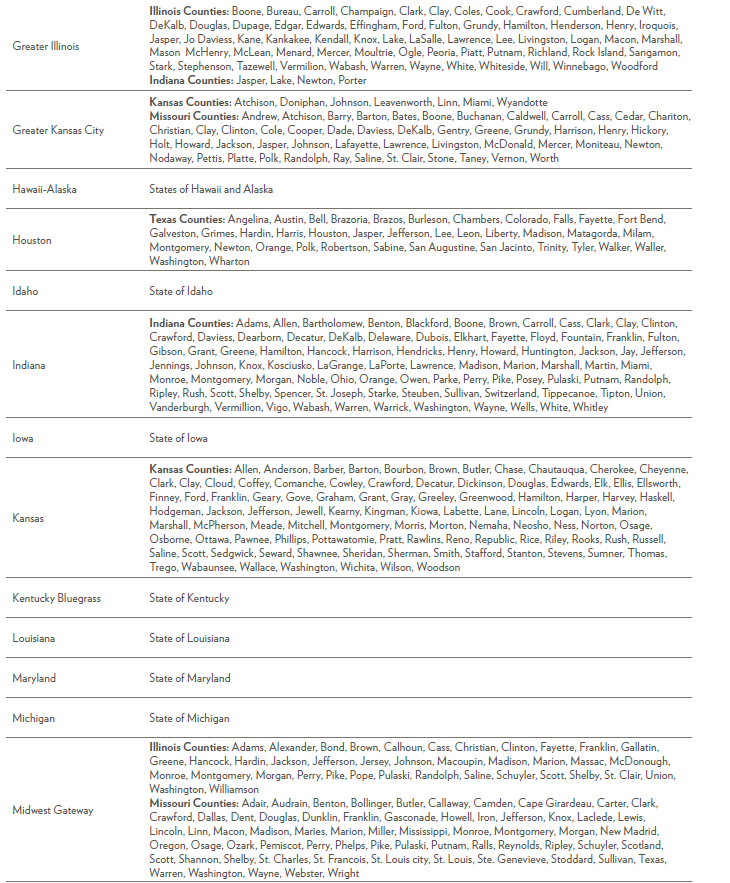 Greater Illinois
Illinois Counties: Boone, Bureau, Carroll, Champaign, Clark, Clay, Coles, Cook, Crawford, Cumberland, De Witt,
DeKalb, Douglas, Dupage, Edgar, Edwards, Effingham, Ford, Fulton, Grundy, Hamilton, Henderson, Henry, Iroquois,
Jasper, Jo Daviess, Kane, Kankakee, Kendall, Knox, Lake, LaSalle, Lawrence, Lee, Livingston, Logan, Macon, Marshall,
Mason McHenry, McLean, Menard, Mercer, Moultrie, Ogle, Peoria, Piatt, Putnam, Richland, Rock Island, Sangamon,
Stark, Stephenson, Tazewell, Vermilion, Wabash, Warren, Wayne, White, Whiteside, Will, Winnebago, Woodford
Indiana Counties: Jasper, Lake, Newton, Porter
Greater Kansas City
Kansas Counties: Atchison, Doniphan, Johnson, Leavenworth, Linn, Miami, Wyandotte
Missouri Counties: Andrew, Atchison, Barry, Barton, Bates, Boone, Buchanan, Caldwell, Carroll, Cass, Cedar, Chariton,
Christian, Clay, Clinton, Cole, Cooper, Dade, Daviess, DeKalb, Gentry, Greene, Grundy, Harrison, Henry, Hickory,
Holt, Howard, Jackson, Jasper, Johnson, Lafayette, Lawrence, Livingston, McDonald, Mercer, Moniteau, Newton,
Nodaway, Pettis, Platte, Polk, Randolph, Ray, Saline, St. Clair, Stone, Taney, Vernon, Worth
Hawaii-Alaska
States of Hawaii and Alaska
Houston
Texas Counties: Angelina, Austin, Bell, Brazoria, Brazos, Burleson, Chambers, Colorado, Falls, Fayette, Fort Bend,
Galveston, Grimes, Hardin, Harris, Houston, Jasper, Jefferson, Lee, Leon, Liberty, Madison, Matagorda, Milam,
Montgomery, Newton, Orange, Polk, Robertson, Sabine, San Augustine, San Jacinto, Trinity, Tyler, Walker, Waller,
Washington, Wharton
Idaho
State of Idaho
Indiana
Indiana Counties: Adams, Allen, Bartholomew, Benton, Blackford, Boone, Brown, Carroll, Cass, Clark, Clay, Clinton,
Crawford, Daviess, Dearborn, Decatur, DeKalb, Delaware, Dubois, Elkhart, Fayette, Floyd, Fountain, Franklin, Fulton,
Gibson, Grant, Greene, Hamilton, Hancock, Harrison, Hendricks, Henry, Howard, Huntington, Jackson, Jay, Jefferson,
Jennings, Johnson, Knox, Kosciusko, LaGrange, LaPorte, Lawrence, Madison, Marion, Marshall, Martin, Miami,
Monroe, Montgomery, Morgan, Noble, Ohio, Orange, Owen, Parke, Perry, Pike, Posey, Pulaski, Putnam, Randolph,
Ripley, Rush, Scott, Shelby, Spencer, St. Joseph, Starke, Steuben, Sullivan, Switzerland, Tippecanoe, Tipton, Union,
Vanderburgh, Vermillion, Vigo, Wabash, Warren, Warrick, Washington, Wayne, Wells, White, Whitley
Iowa
State of Iowa
Kansas
Kansas Counties: Allen, Anderson, Barber, Barton, Bourbon, Brown, Butler, Chase, Chautauqua, Cherokee, Cheyenne,
Clark, Clay, Cloud, Coffey, Comanche, Cowley, Crawford, Decatur, Dickinson, Douglas, Edwards, Elk, Ellis, Ellsworth,
Finney, Ford, Franklin, Geary, Gove, Graham, Grant, Gray, Greeley, Greenwood, Hamilton, Harper, Harvey, Haskell,
Hodgeman, Jackson, Jefferson, Jewell, Kearny, Kingman, Kiowa, Labette, Lane, Lincoln, Logan, Lyon, Marion,
Marshall, McPherson, Meade, Mitchell, Montgomery, Morris, Morton, Nemaha, Neosho, Ness, Norton, Osage,
Osborne, Ottawa, Pawnee, Phillips, Pottawatomie, Pratt, Rawlins, Reno, Republic, Rice, Riley, Rooks, Rush, Russell,
Saline, Scott, Sedgwick, Seward, Shawnee, Sheridan, Sherman, Smith, Stafford, Stanton, Stevens, Sumner, Thomas,
Trego, Wabaunsee, Wallace, Washington, Wichita, Wilson, Woodson
Kentucky Bluegrass
State of Kentucky
Louisiana
State of Louisiana
Maryland
State of Maryland
Michigan
State of Michigan
Midwest Gateway
Illinois Counties: Adams, Alexander, Bond, Brown, Calhoun, Cass, Christian, Clinton, Fayette, Franklin, Gallatin,
Greene, Hancock, Hardin, Jackson, Jefferson, Jersey, Johnson, Macoupin, Madison, Marion, Massac, McDonough,
Monroe, Montgomery, Morgan, Perry, Pike, Pope, Pulaski, Randolph, Saline, Schuyler, Scott, Shelby, St. Clair, Union,
Washington, Williamson
Missouri Counties: Adair, Audrain, Benton, Bollinger, Butler, Callaway, Camden, Cape Girardeau, Carter, Clark,
Crawford, Dallas, Dent, Douglas, Dunklin, Franklin, Gasconade, Howell, Iron, Jefferson, Knox, Laclede, Lewis,
Lincoln, Linn, Macon, Madison, Maries, Marion, Miller, Mississippi, Monroe, Montgomery, Morgan, New Madrid,
Oregon, Osage, Ozark, Pemiscot, Perry, Phelps, Pike, Pulaski, Putnam, Ralls, Reynolds, Ripley, Schuyler, Scotland,
Scott, Shannon, Shelby, St. Charles, St. Francois, St. Louis city, St. Louis, Ste. Genevieve, Stoddard, Sullivan, Texas,
Warren, Washington, Wayne, Webster, Wright